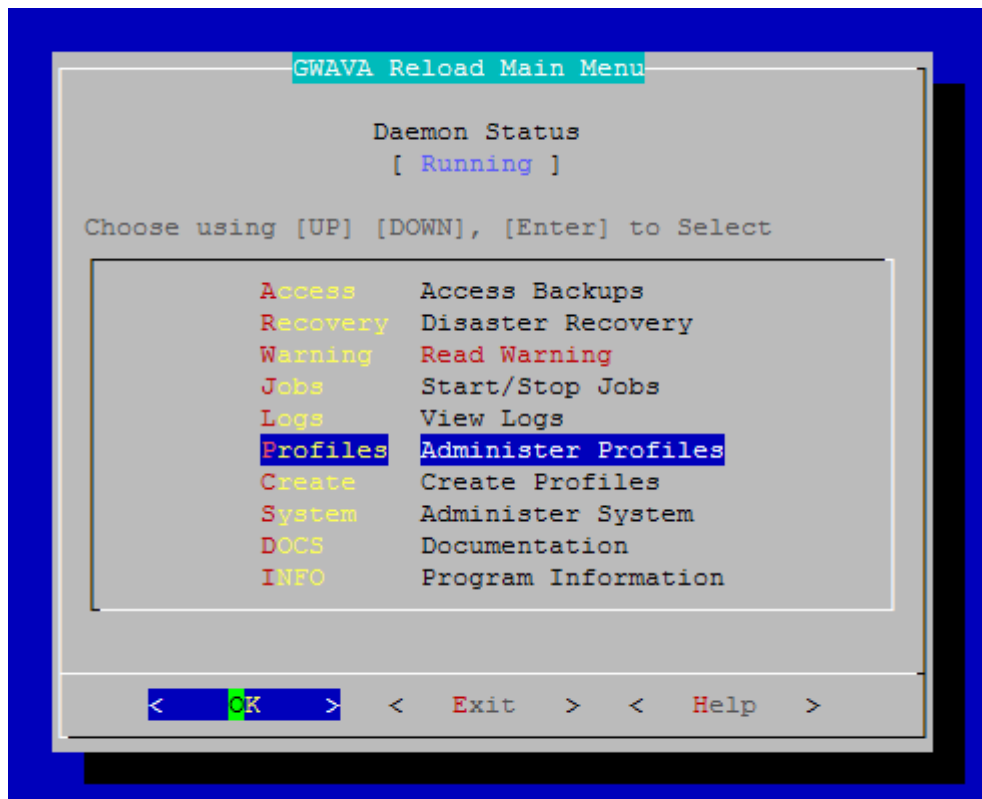 GWAVA Reload Main Menu
Daemon Status
[ Running ]
Choose using [UP] [DOWN], [Enter] to Select
Access Access Backups
Recovery Disaster Recovery
Warning Read Warning
Jobs Start/Stop Jobs
Logs View Logs
Profiles Administer Profiles
Create Create Profiles
System Administer System
DOCS Documentation
INFO Program Information
< OK > < Exit > < Help >